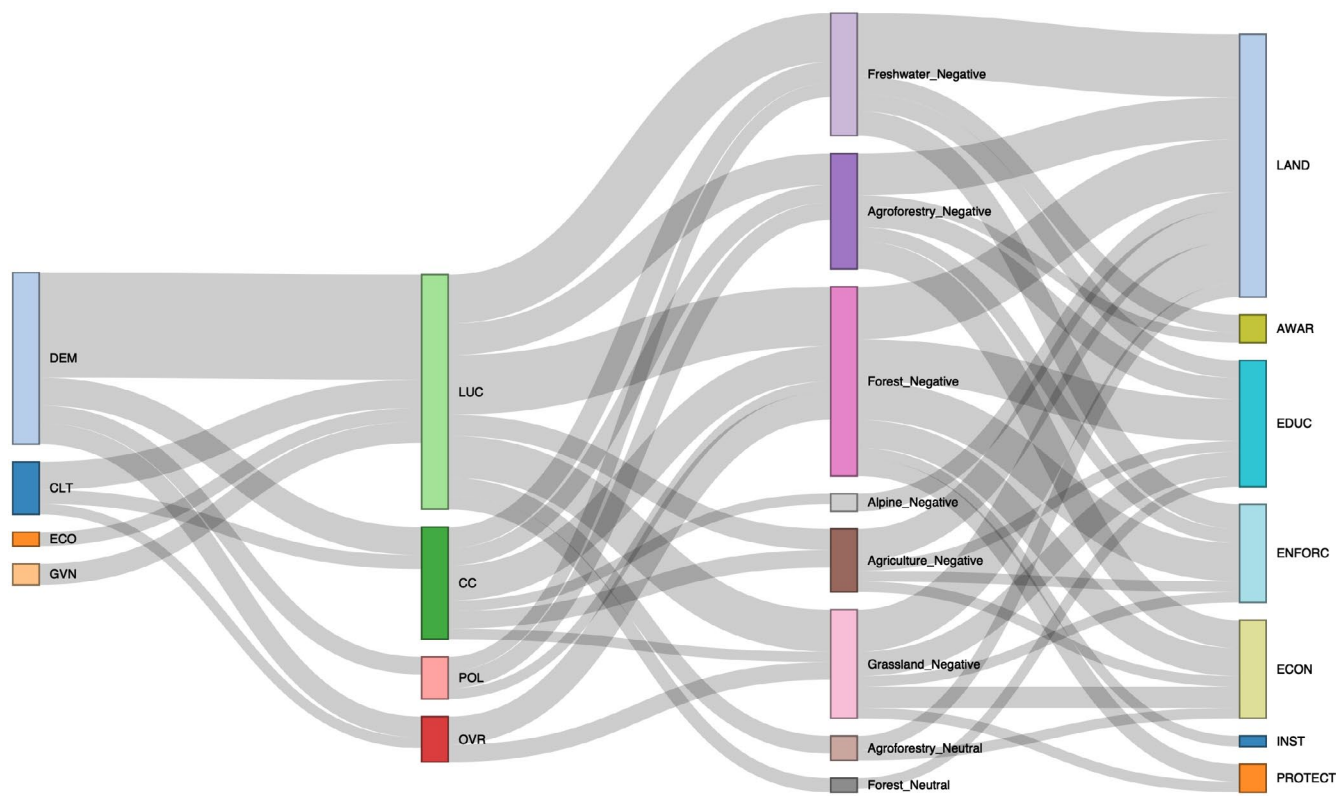 DEM
CLT
ECO
GVN
LUC
CC
POL
OVR
Freshwater_Negative
Agroforestry_Negative
Forest_Negative
Alpine_Negative
Agriculture_Negative
Grassland_Negative
Agroforestry_Neutral
Forest_Neutral
LAND
AWAR
EDUC
ENFORC
ECON
INST
PROTECT